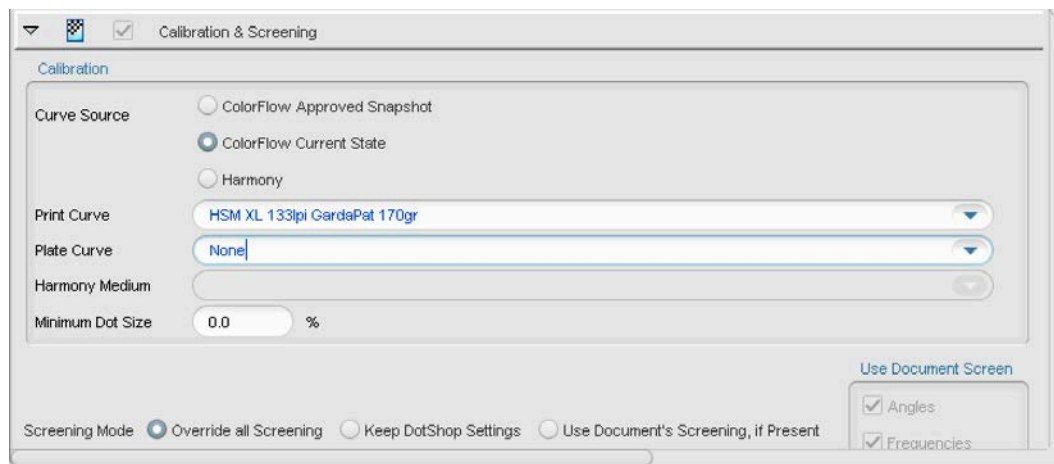 Calibration & Screening
Calibration
Curve Source
ColorFlow Approved Snapshot
ColorFlow Current State
Harmony
Print Curve HSM XL 133lpi GardaPat 170gr
Plate Curve None
Harmony Medium
Minimum Dot Size 0.0 %
Use Document Screen
Angles
Screening Mode Override all Screening Keep DotShop Settings Use Document's Screening, if Present
Frequencies